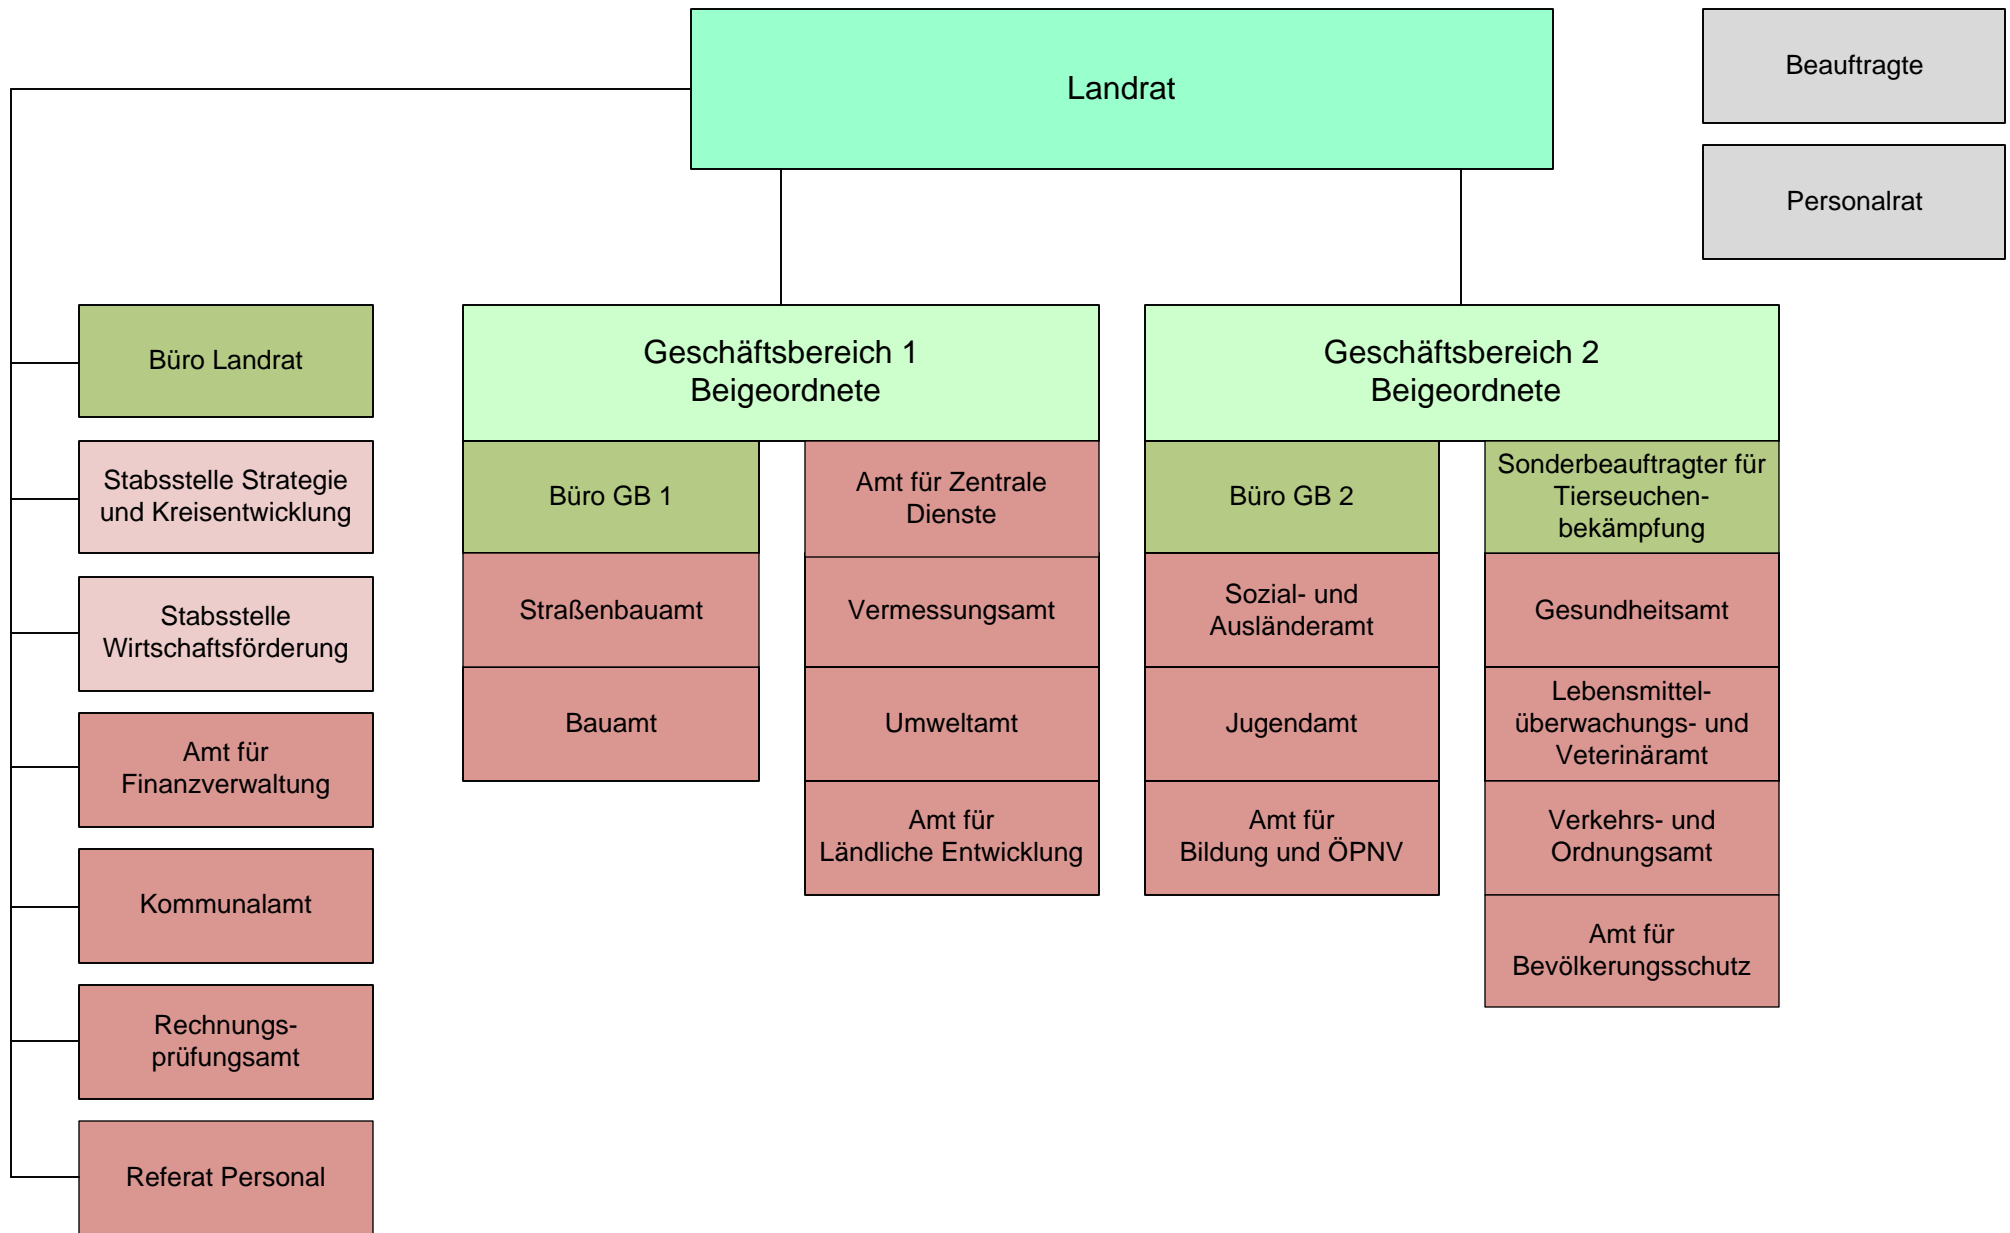 Landrat
Beauftragte
Personalrat
Büro Landrat
Stabsstelle Strategie
und Kreisentwicklung
Stabsstelle
Wirtschaftsförderung
Amt für
Finanzverwaltung
Kommunalamt
Rechnungs-
prüfungsamt
Referat Personal
Geschäftsbereich 1
Beigeordnete
Büro GB 1
Straßenbauamt
Bauamt
Amt für Zentrale
Dienste
Vermessungsamt
Umweltamt
Amt für
Ländliche Entwicklung
Geschäftsbereich 2
Beigeordnete
Büro GB 2
Sozial- und
Ausländeramt
Jugendamt
Amt für
Bildung und ÖPNV
Sonderbeauftragter für
Tierseuchen-
bekämpfung
Gesundheitsamt
Lebensmittel-
überwachungs- und
Veterinäramt
Verkehrs- und
Ordnungsamt
Amt für
Bevölkerungsschutz